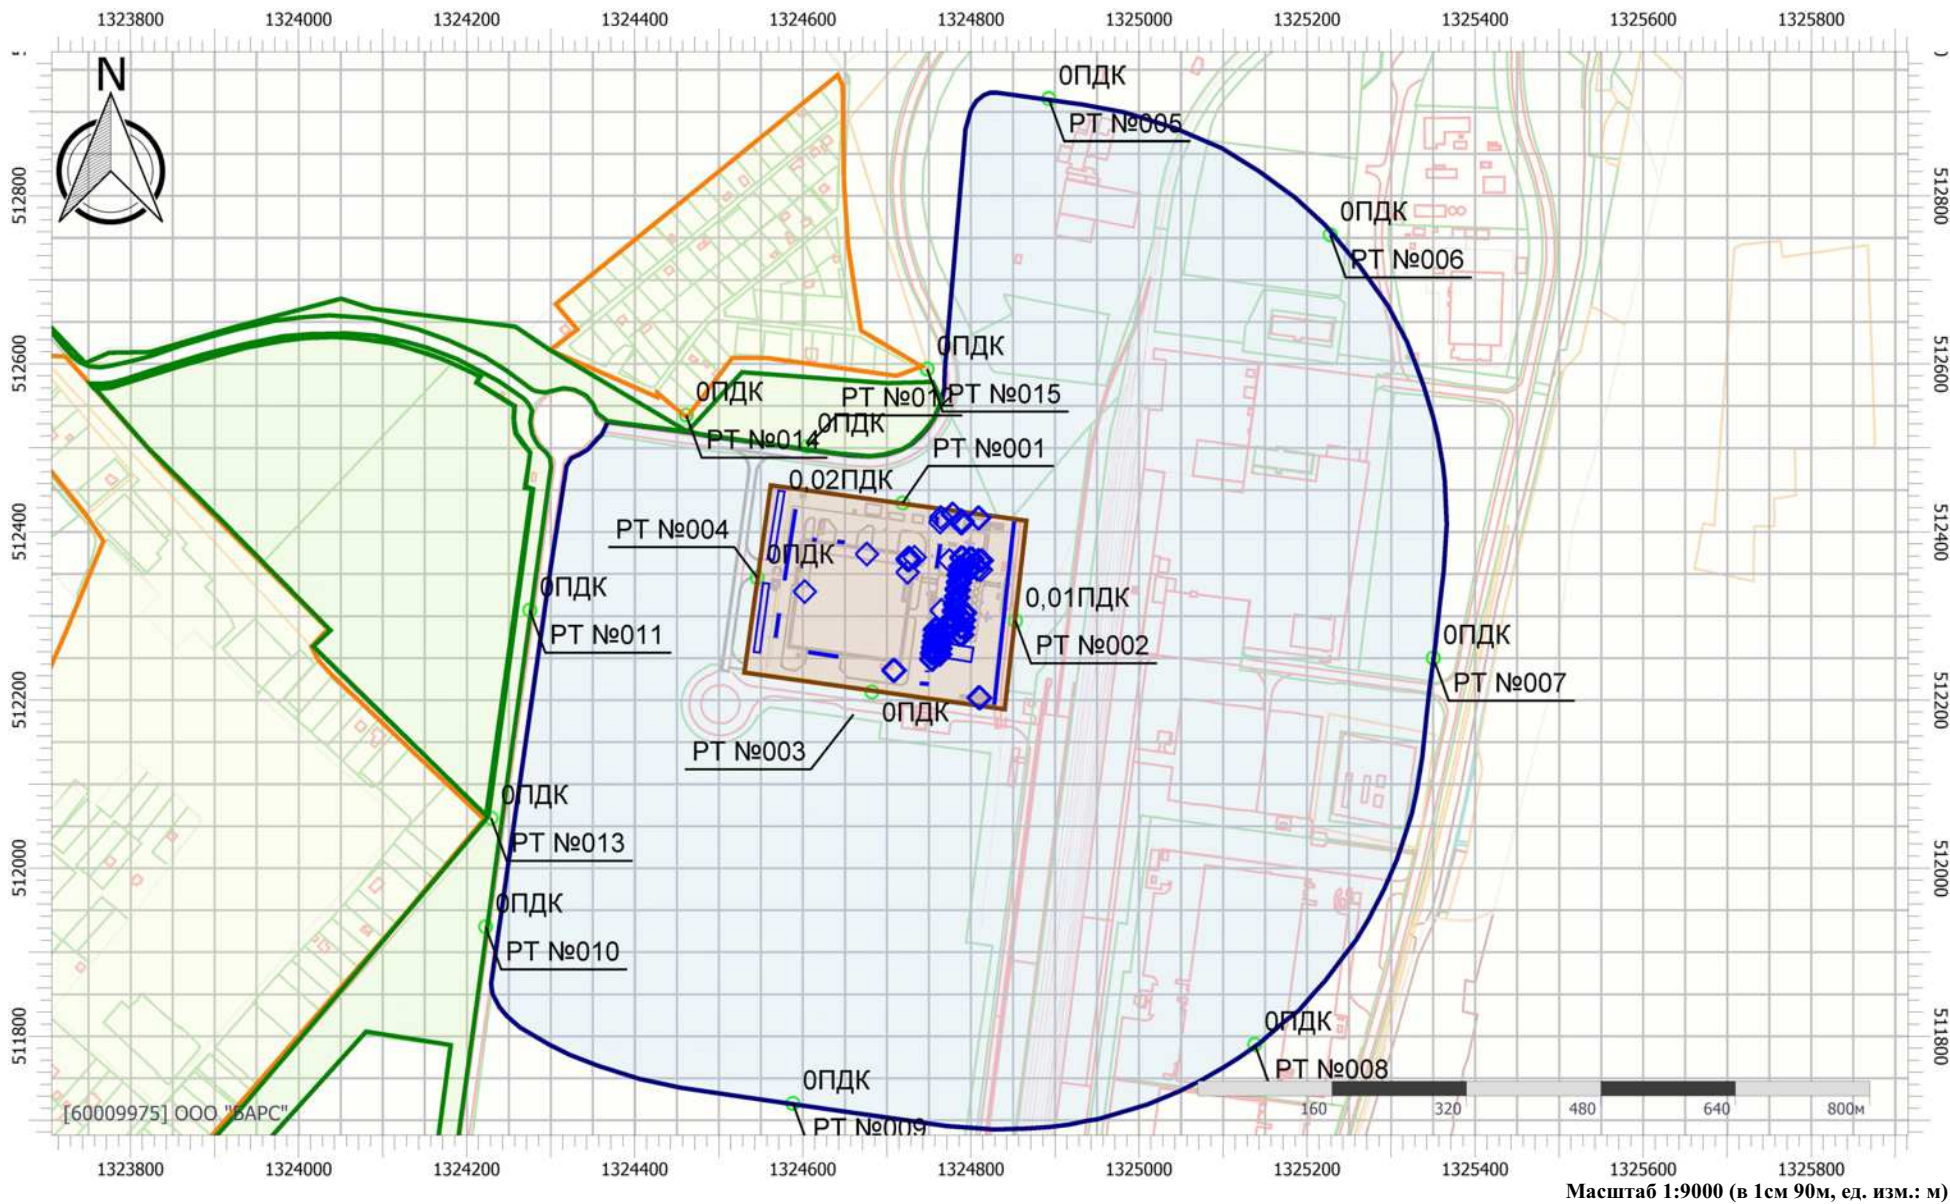 1323800 1324000 1324200 1324400 1324600 1324800 1325000 1325200 1325400 1325600 1325800
N
0ПДК
РТ №005
512800
512800
0ПДК
РТ №006
512600
512600
0ПДК
РТ №015
0ПДК
РТ №014
0ПДК
РТ №001
0,02ПДК
512400
512400
РТ №004
0ПДК
0ПДК
РТ №011
0,01ПДК
РТ №002
0ПДК
РТ №007
512200
512200
0ПДК
РТ №003
0ПДК
РТ №013
512000
512000
0ПДК
РТ №010
511800
511800
0ПДК
РТ №008
0ПДК
РТ №009
[60009975] ООО "БАРС"
160 320 480 640 800м
1323800 1324000 1324200 1324400 1324600 1324800 1325000 1325200 1325400 1325600 1325800
Масштаб 1:9000 (в 1см 90м, ед. изм.: м)